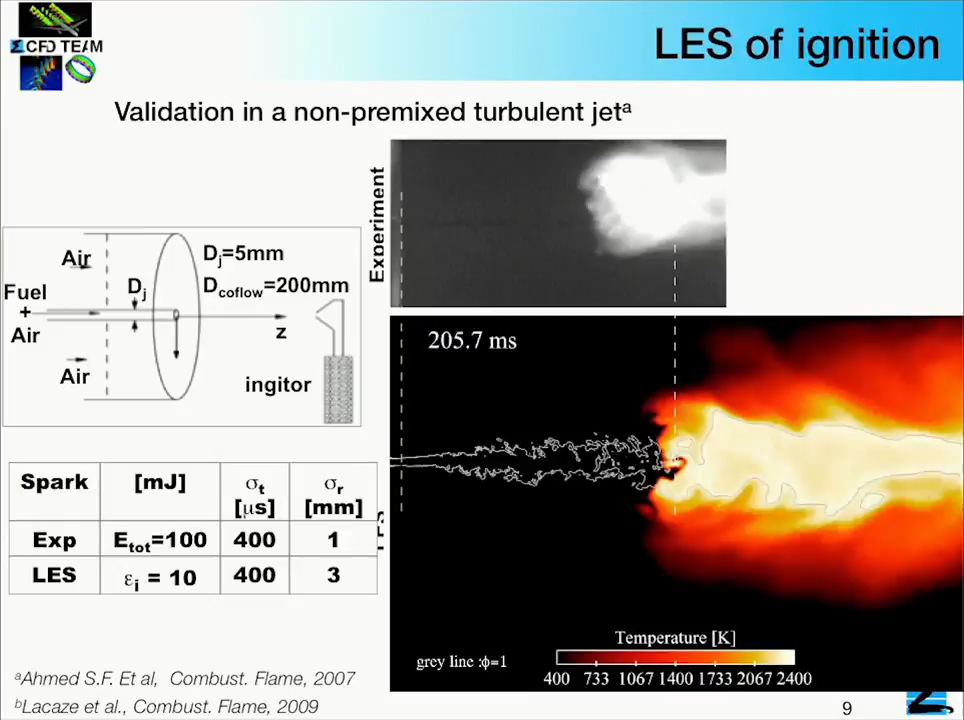 CFD TEAM
LES of ignition
Validation in a non-premixed turbulent jetᵃ
Experiment
Air
Dj=5mm
Dcoflow=200mm
Dj
Fuel
+
Air
z
Air
ingitor
205.7 ms
Spark [mJ] σt [μs] σr [mm]
Exp Etot=100 400 1
LES εi = 10 400 3
Temperature [K]
grey line :ϕ=1
400 733 1067 1400 1733 2067 2400
ᵃAhmed S.F. Et al, Combust. Flame, 2007
ᵇLacaze et al., Combust. Flame, 2009
9